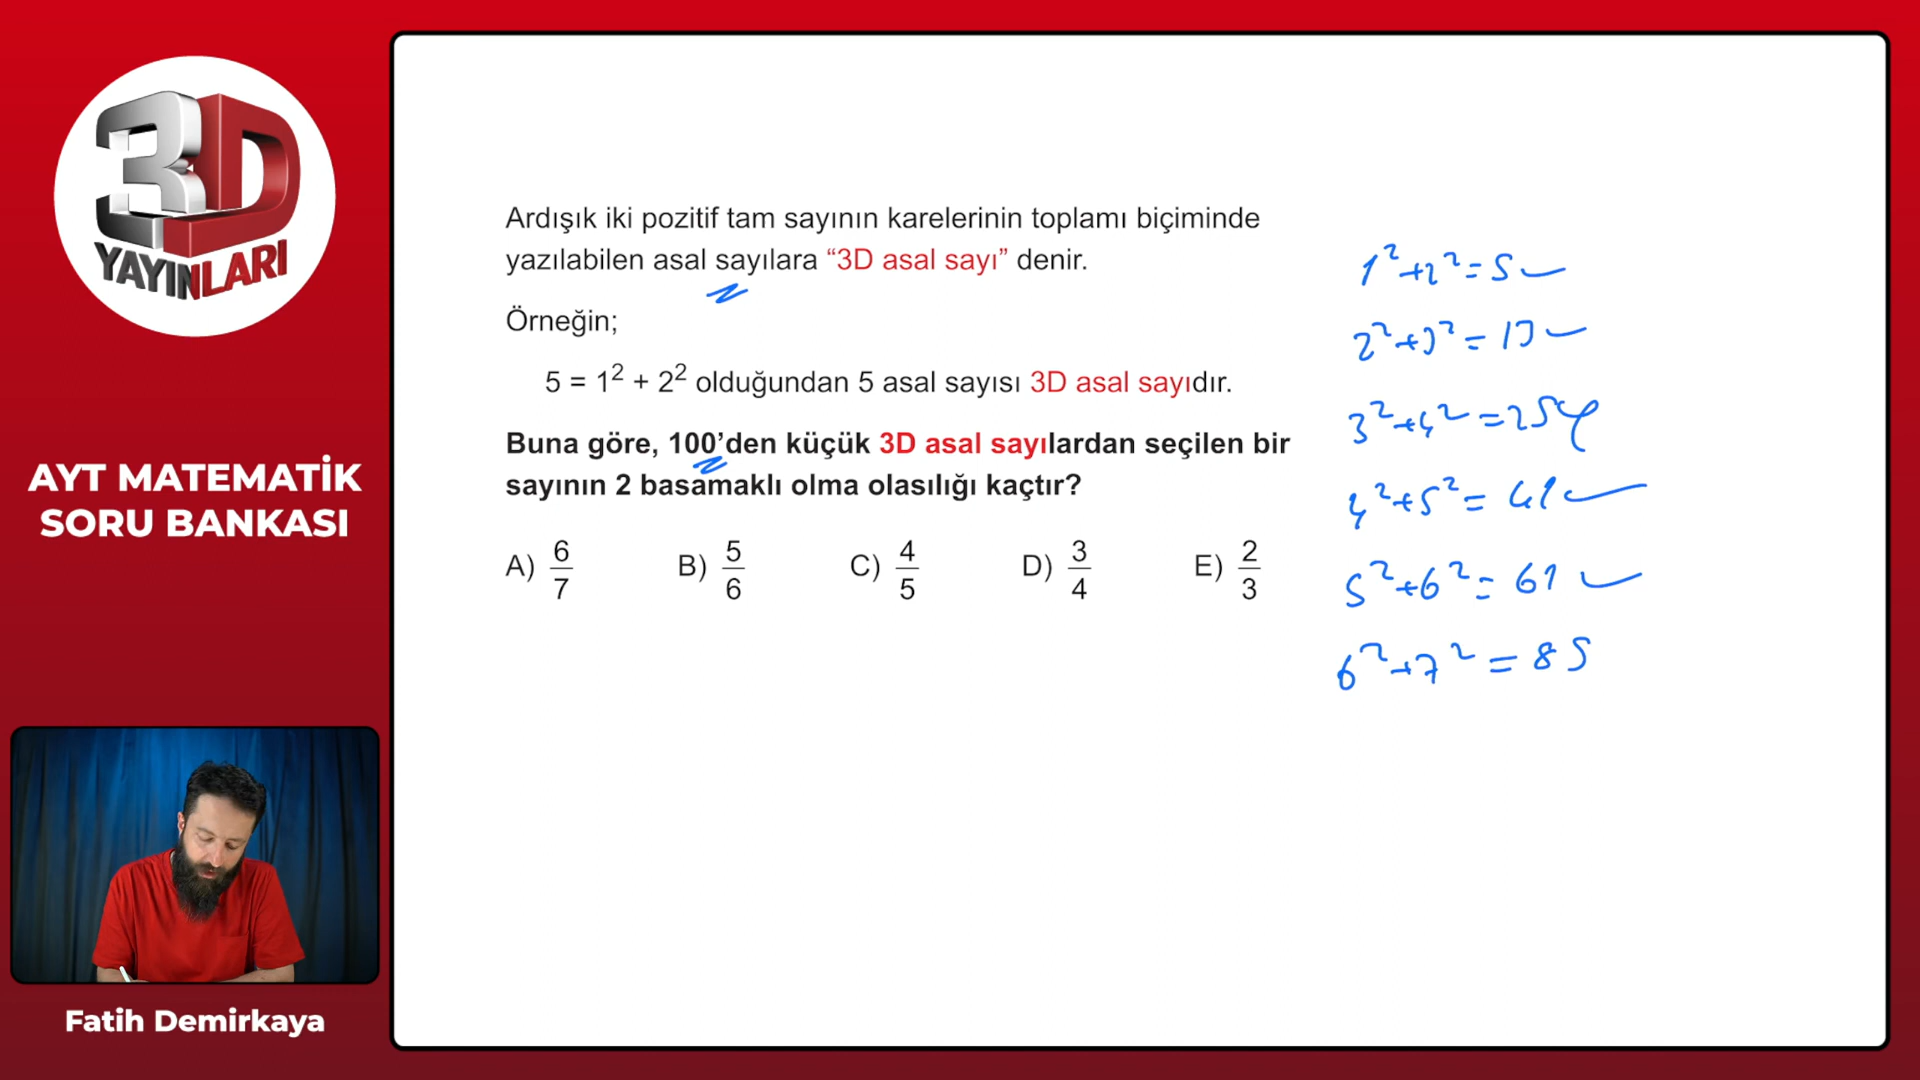 3D
YAYINLARI
AYT MATEMATİK
SORU BANKASI
Fatih Demirkaya
Ardışık iki pozitif tam sayının karelerinin toplamı biçiminde
yazılabilen asal sayılara “3D asal sayı” denir.
Örneğin;
5 = 1² + 2² olduğundan 5 asal sayısı 3D asal sayıdır.
Buna göre, 100’den küçük 3D asal sayılardan seçilen bir
sayının 2 basamaklı olma olasılığı kaçtır?
A) 6/7 B) 5/6 C) 4/5 D) 3/4 E) 2/3
1²+2²=5
2²+3²=13
3²+4²=25
4²+5²=41
5²+6²=61
6²+7²=85